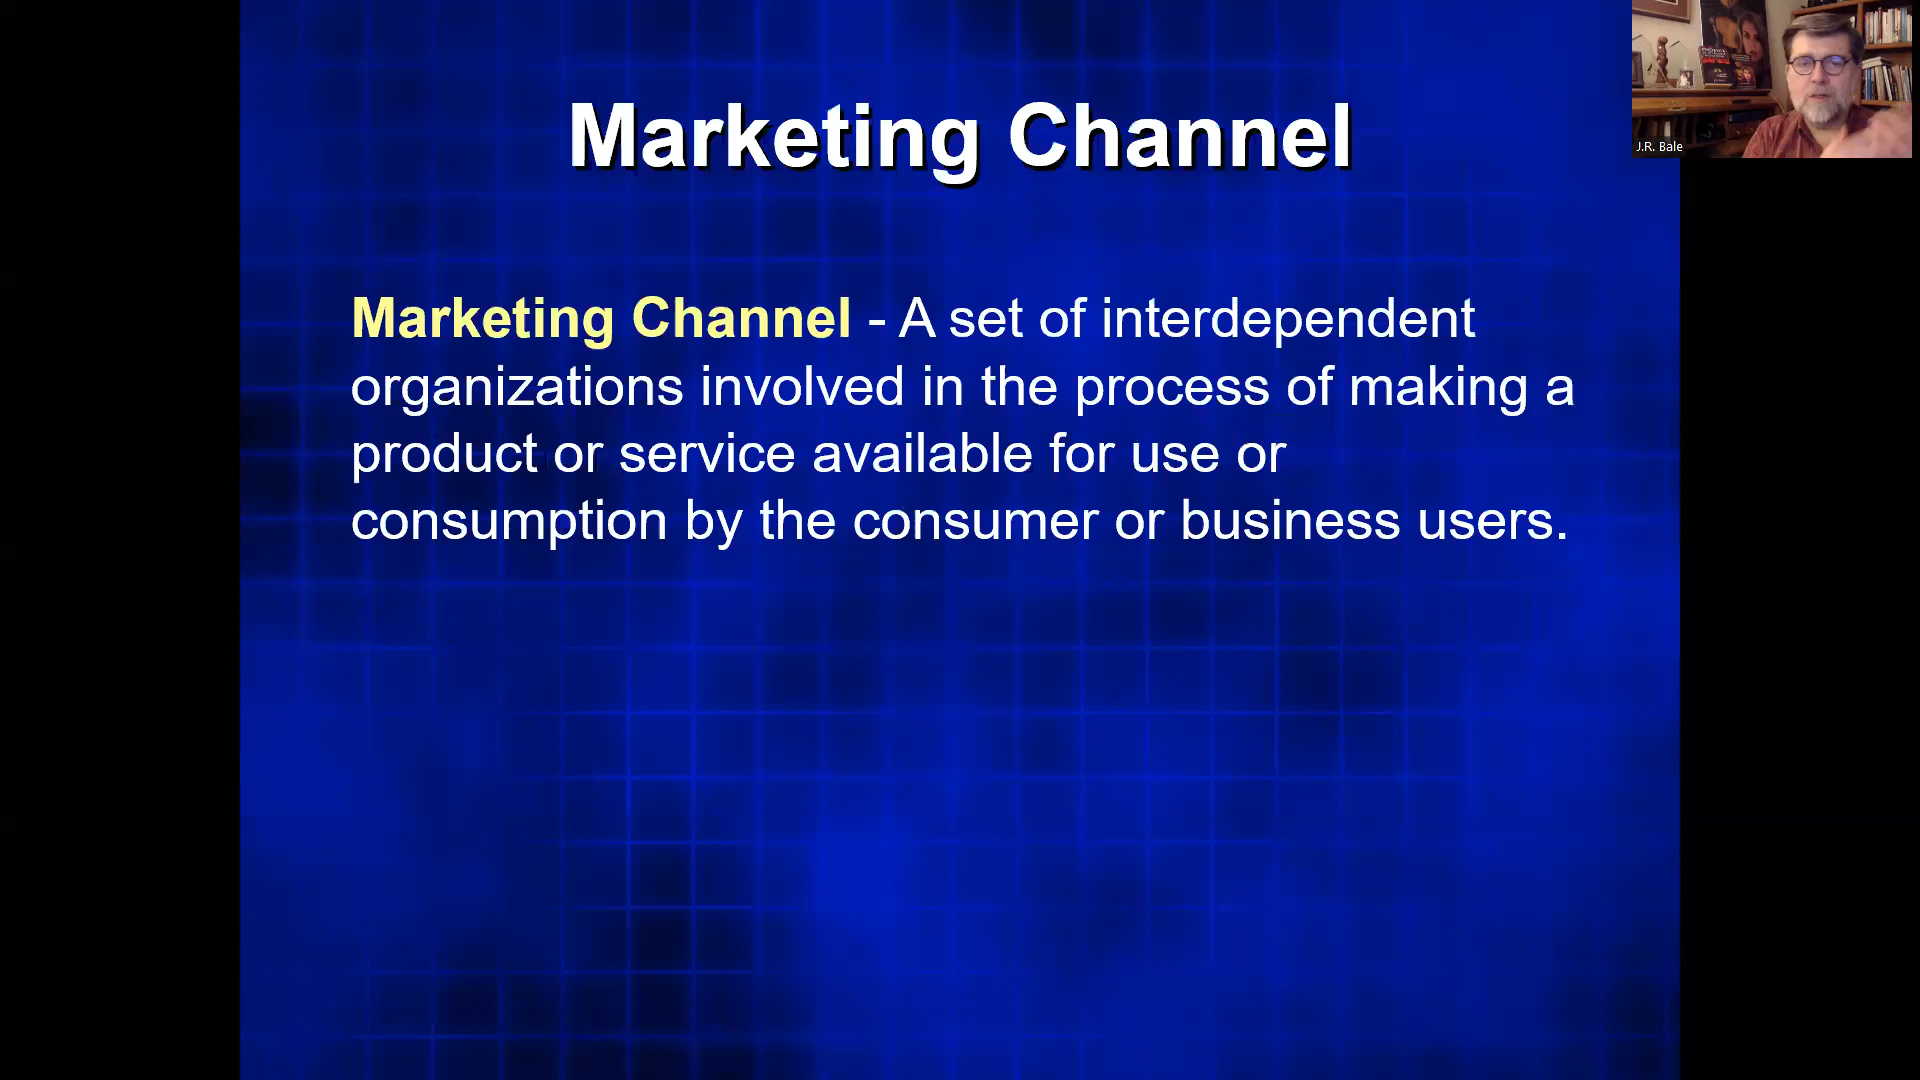 Marketing Channel
J.R. Bale
Marketing Channel - A set of interdependent
organizations involved in the process of making a
product or service available for use or
consumption by the consumer or business users.